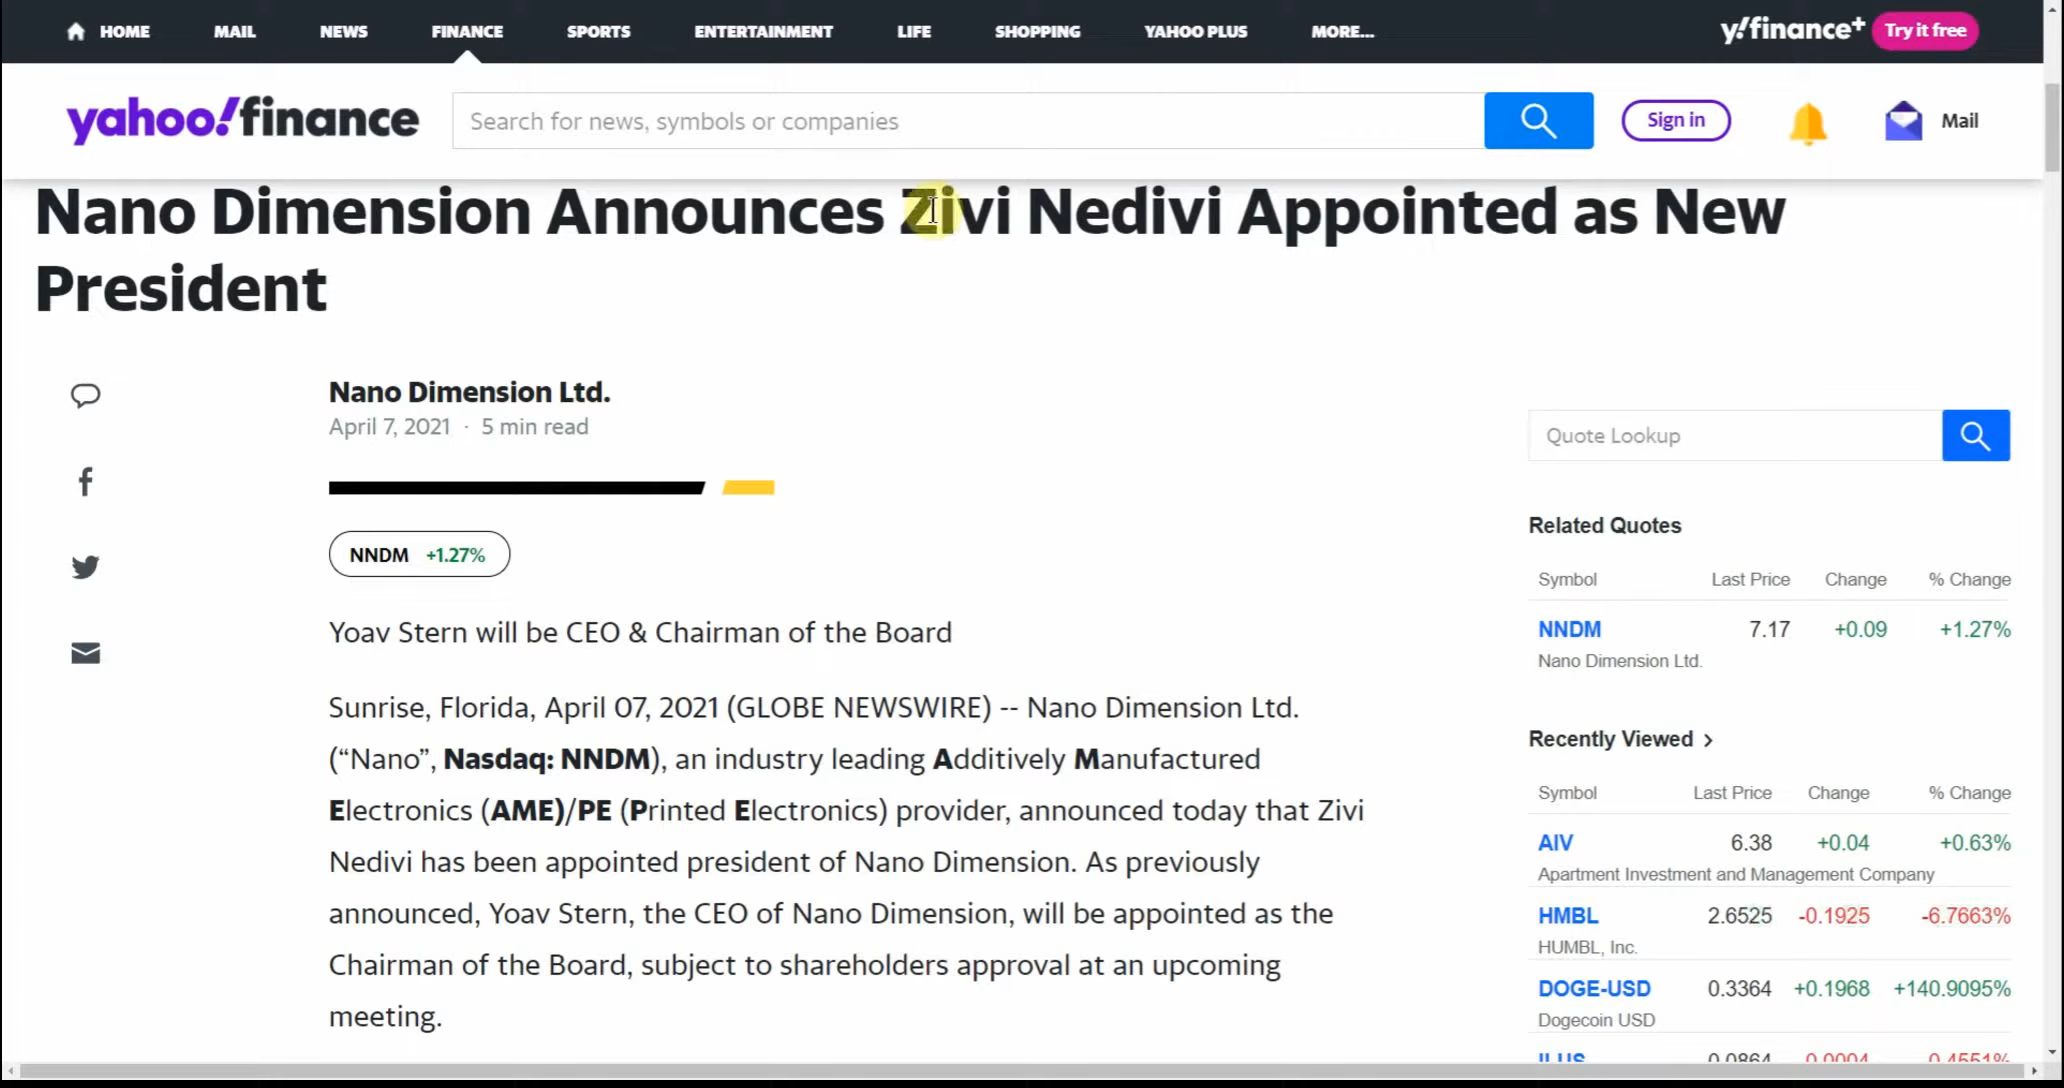 HOME MAIL NEWS FINANCE SPORTS ENTERTAINMENT LIFE SHOPPING YAHOO PLUS MORE... y!finance+ Try it free
yahoo!finance Search for news, symbols or companies Sign in Mail
Nano Dimension Announces Zivi Nedivi Appointed as New
President
Nano Dimension Ltd.
April 7, 2021 · 5 min read
NNDM +1.27%
Yoav Stern will be CEO & Chairman of the Board
Sunrise, Florida, April 07, 2021 (GLOBE NEWSWIRE) -- Nano Dimension Ltd.
(“Nano”, Nasdaq: NNDM), an industry leading Additively Manufactured
Electronics (AME)/PE (Printed Electronics) provider, announced today that Zivi
Nedivi has been appointed president of Nano Dimension. As previously
announced, Yoav Stern, the CEO of Nano Dimension, will be appointed as the
Chairman of the Board, subject to shareholders approval at an upcoming
meeting.
Quote Lookup
Related Quotes
Symbol Last Price Change % Change
NNDM 7.17 +0.09 +1.27%
Nano Dimension Ltd.
Recently Viewed >
Symbol Last Price Change % Change
AIV 6.38 +0.04 +0.63%
Apartment Investment and Management Company
HMBL 2.6525 -0.1925 -6.7663%
HUMBL, Inc.
DOGE-USD 0.3364 +0.1968 +140.9095%
Dogecoin USD